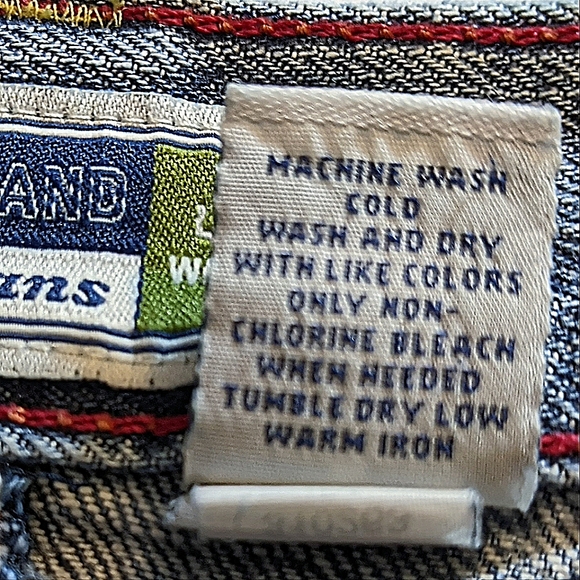 AND
MACHINE WASH
COLD
WASH AND DRY
WITH LIKE COLORS
ONLY NON-
CHLORINE BLEACH
WHEN NEEDED
TUMBLE DRY LOW
WARM IRON